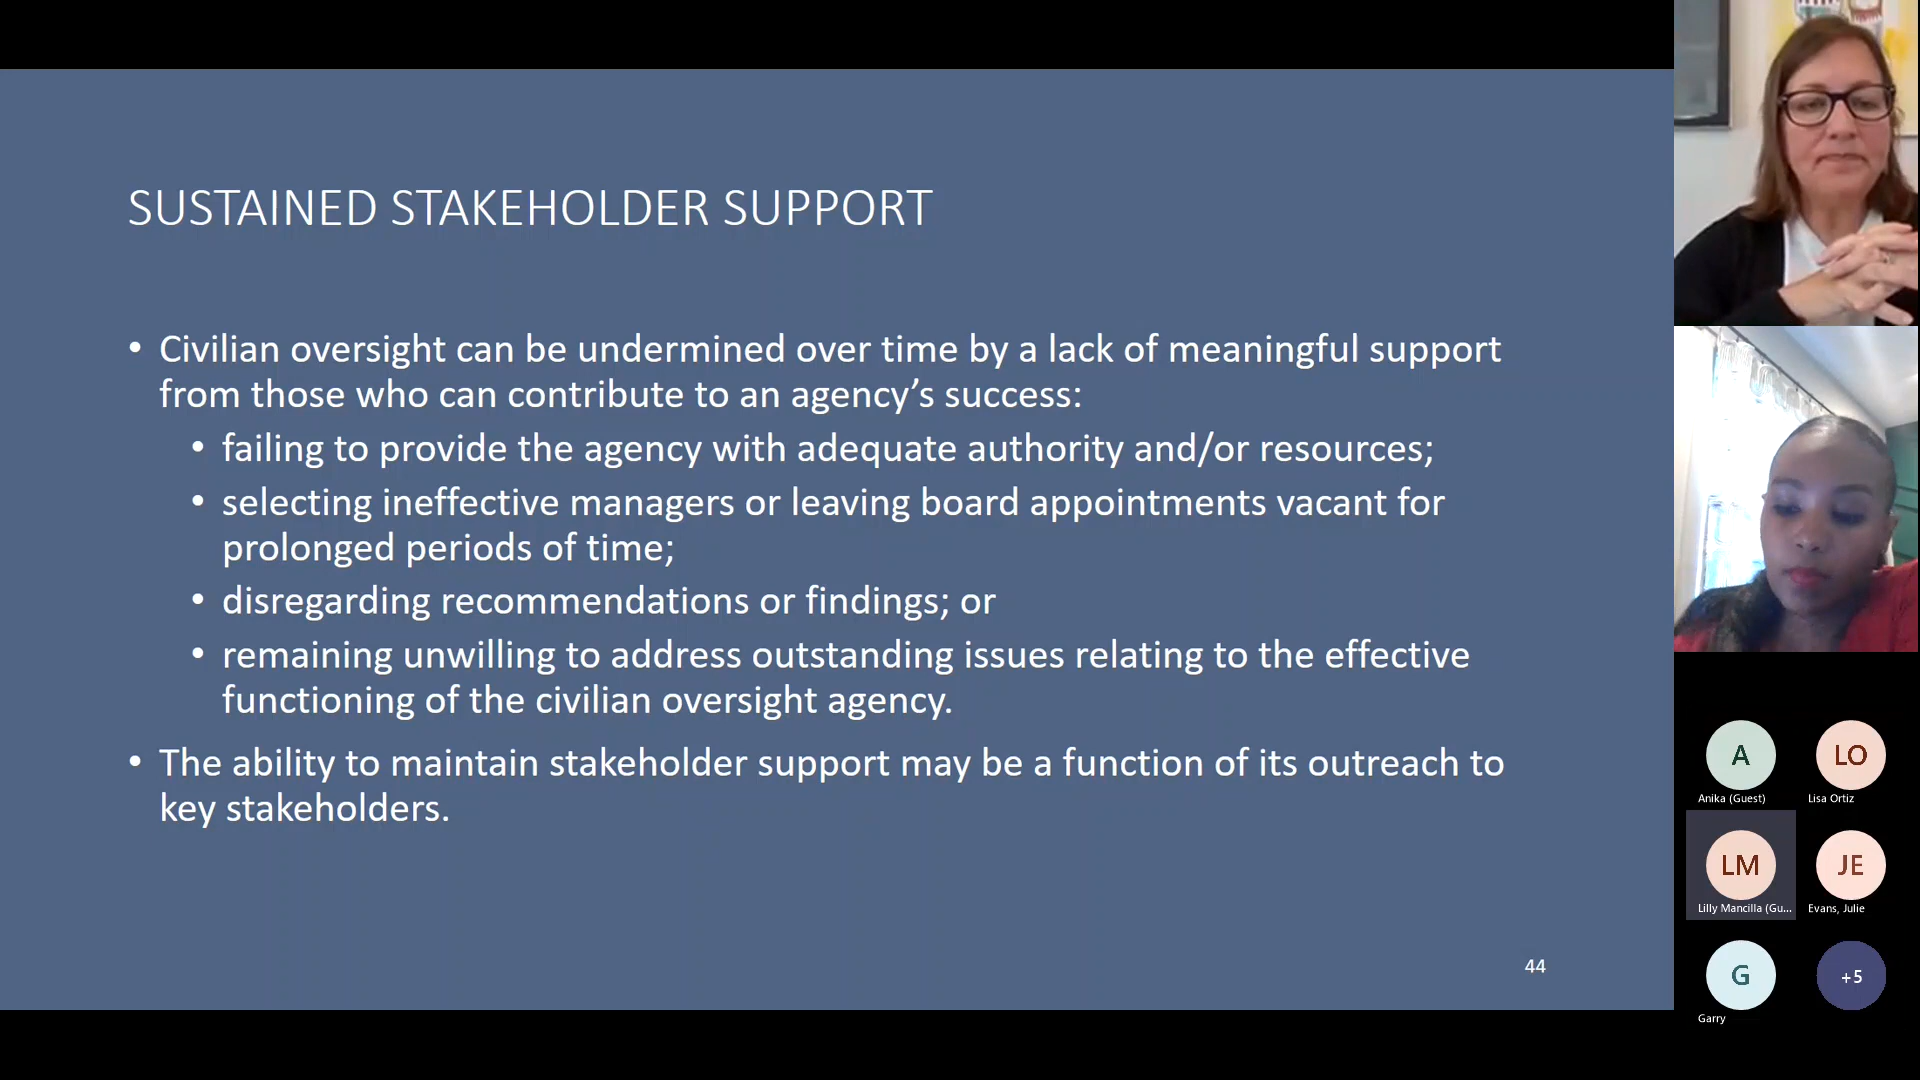 SUSTAINED STAKEHOLDER SUPPORT
• Civilian oversight can be undermined over time by a lack of meaningful support
from those who can contribute to an agency’s success:
• failing to provide the agency with adequate authority and/or resources;
• selecting ineffective managers or leaving board appointments vacant for
prolonged periods of time;
• disregarding recommendations or findings; or
• remaining unwilling to address outstanding issues relating to the effective
functioning of the civilian oversight agency.
• The ability to maintain stakeholder support may be a function of its outreach to
key stakeholders.
44
A
Anika (Guest)
LO
Lisa Ortiz
LM
Lilly Mancilla (Gu...
JE
Evans, Julie
G
Garry
+5